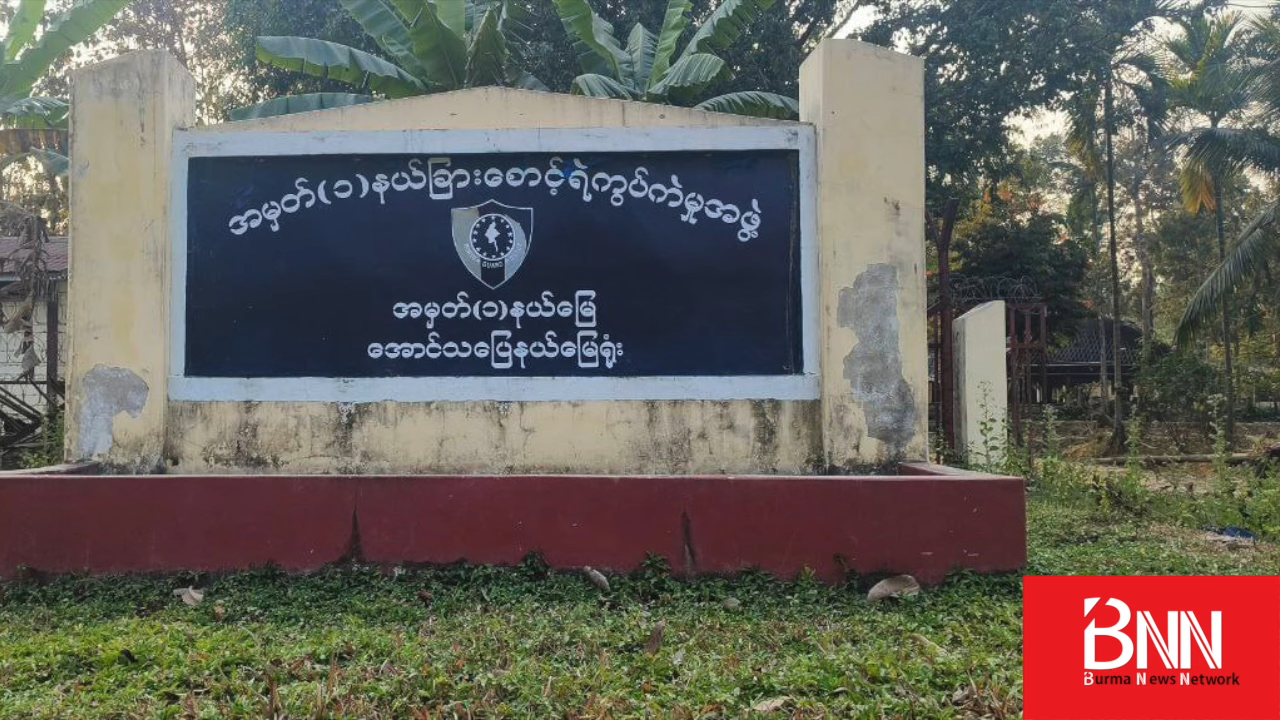 အမှတ်(၁)နယ်ခြားစောင့်ရဲကွပ်ကဲမှုအဖွဲ့
GUARD
အမှတ်(၁)နယ်မြေ
အောင်သပြေနယ်မြေရုံး
BNN
Burma News Network